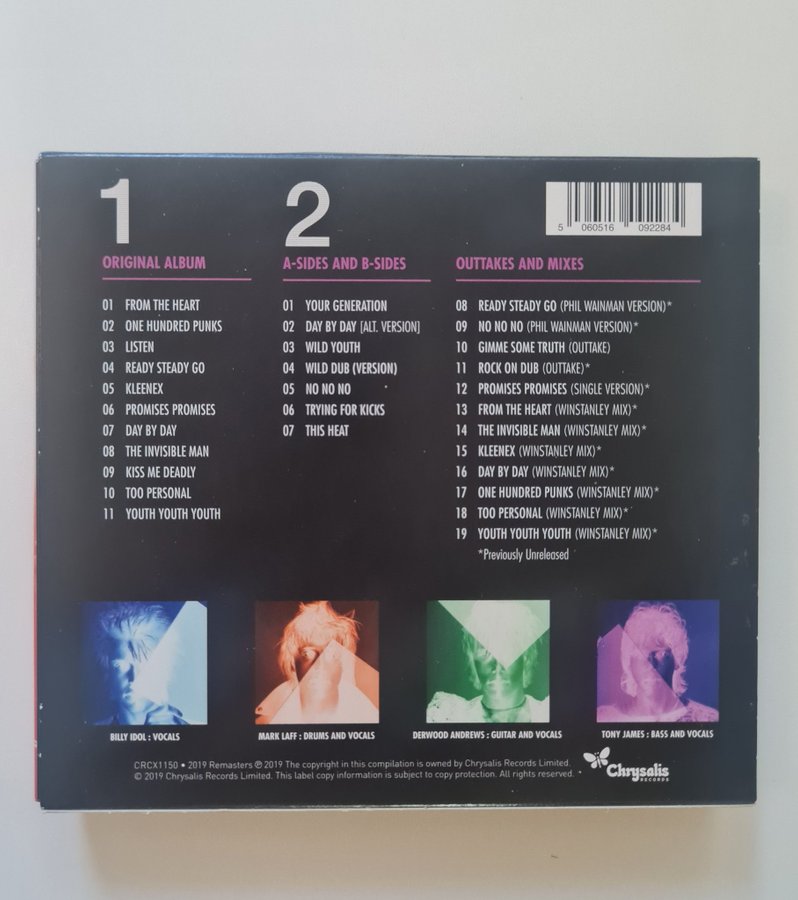 1
ORIGINAL ALBUM
01 FROM THE HEART
02 ONE HUNDRED PUNKS
03 LISTEN
04 READY STEADY GO
05 KLEENEX
06 PROMISES PROMISES
07 DAY BY DAY
08 THE INVISIBLE MAN
09 KISS ME DEADLY
10 TOO PERSONAL
11 YOUTH YOUTH YOUTH
2
A-SIDES AND B-SIDES
01 YOUR GENERATION
02 DAY BY DAY [ALT. VERSION]
03 WILD YOUTH
04 WILD DUB (VERSION)
05 NO NO NO
06 TRYING FOR KICKS
07 THIS HEAT
5 060516 092284
OUTTAKES AND MIXES
08 READY STEADY GO (PHIL WAINMAN VERSION)*
09 NO NO NO (PHIL WAINMAN VERSION)*
10 GIMME SOME TRUTH (OUTTAKE)
11 ROCK ON DUB (OUTTAKE)*
12 PROMISES PROMISES (SINGLE VERSION)*
13 FROM THE HEART (WINSTANLEY MIX)*
14 THE INVISIBLE MAN (WINSTANLEY MIX)*
15 KLEENEX (WINSTANLEY MIX)*
16 DAY BY DAY (WINSTANLEY MIX)*
17 ONE HUNDRED PUNKS (WINSTANLEY MIX)*
18 TOO PERSONAL (WINSTANLEY MIX)*
19 YOUTH YOUTH YOUTH (WINSTANLEY MIX)*
*Previously Unreleased
BILLY IDOL : VOCALS
MARK LAFF : DRUMS AND VOCALS
DERWOOD ANDREWS : GUITAR AND VOCALS
TONY JAMES : BASS AND VOCALS
CRCX1150 • 2019 Remasters ℗ 2019 The copyright in this compilation is owned by Chrysalis Records Limited.
© 2019 Chrysalis Records Limited. This label copy information is subject to copy protection. All rights reserved.
Chrysalis
RECORDS